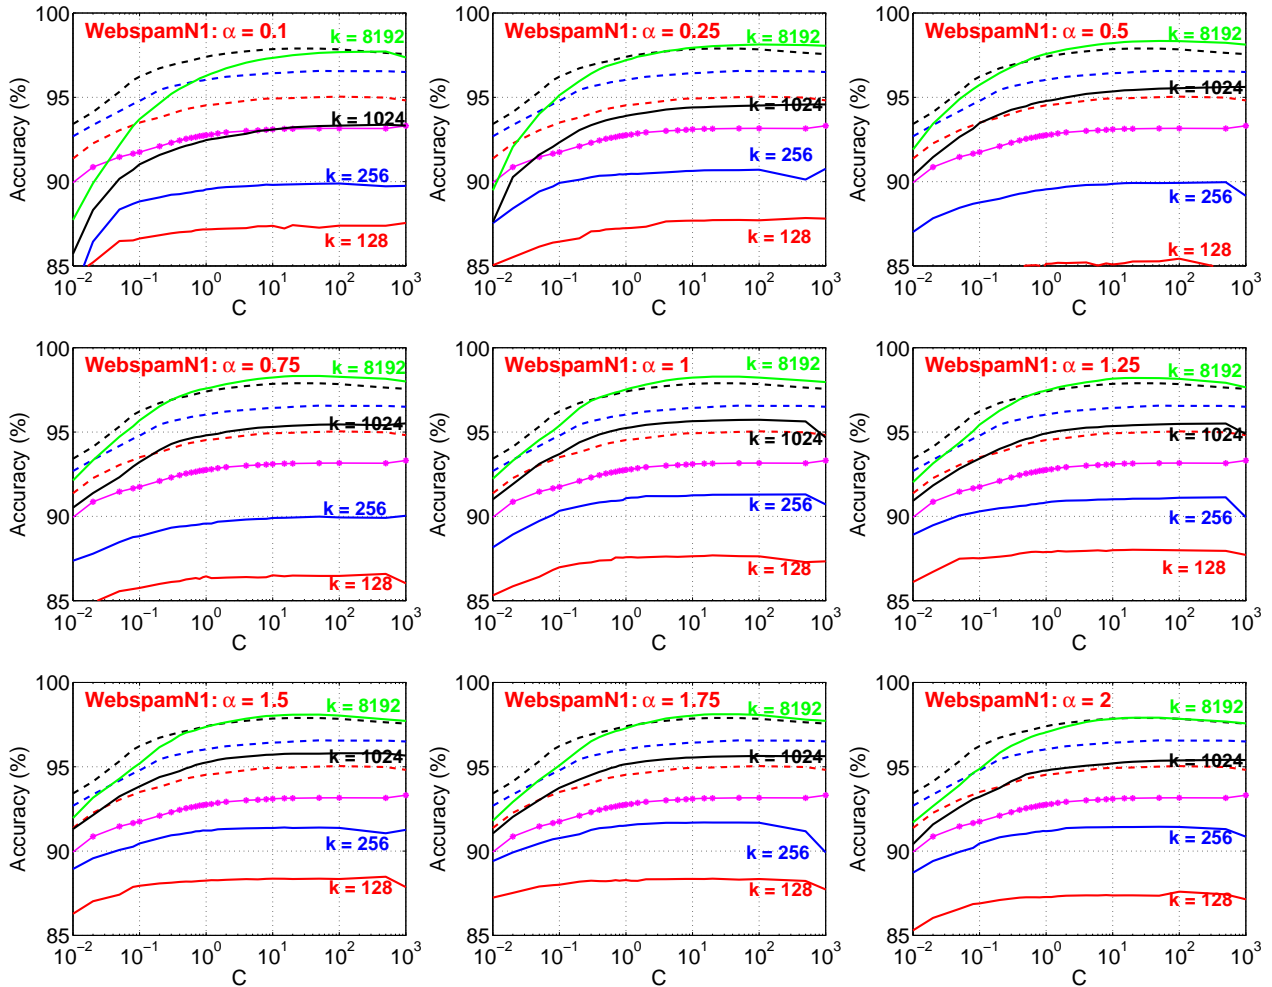 WebspamN1: α = 0.1
k = 8192
k = 1024
k = 256
k = 128
Accuracy (%)
100
95
90
85
10^−2 10^−1 10^0 10^1 10^2 10^3
C
WebspamN1: α = 0.25
k = 8192
k = 1024
k = 256
k = 128
Accuracy (%)
100
95
90
85
10^−2 10^−1 10^0 10^1 10^2 10^3
C
WebspamN1: α = 0.5
k = 8192
k = 1024
k = 256
k = 128
Accuracy (%)
100
95
90
85
10^−2 10^−1 10^0 10^1 10^2 10^3
C
WebspamN1: α = 0.75
k = 8192
k = 1024
k = 256
k = 128
Accuracy (%)
100
95
90
85
10^−2 10^−1 10^0 10^1 10^2 10^3
C
WebspamN1: α = 1
k = 8192
k = 1024
k = 256
k = 128
Accuracy (%)
100
95
90
85
10^−2 10^−1 10^0 10^1 10^2 10^3
C
WebspamN1: α = 1.25
k = 8192
k = 1024
k = 256
k = 128
Accuracy (%)
100
95
90
85
10^−2 10^−1 10^0 10^1 10^2 10^3
C
WebspamN1: α = 1.5
k = 8192
k = 1024
k = 256
k = 128
Accuracy (%)
100
95
90
85
10^−2 10^−1 10^0 10^1 10^2 10^3
C
WebspamN1: α = 1.75
k = 8192
k = 1024
k = 256
k = 128
Accuracy (%)
100
95
90
85
10^−2 10^−1 10^0 10^1 10^2 10^3
C
WebspamN1: α = 2
k = 8192
k = 1024
k = 256
k = 128
Accuracy (%)
100
95
90
85
10^−2 10^−1 10^0 10^1 10^2 10^3
C